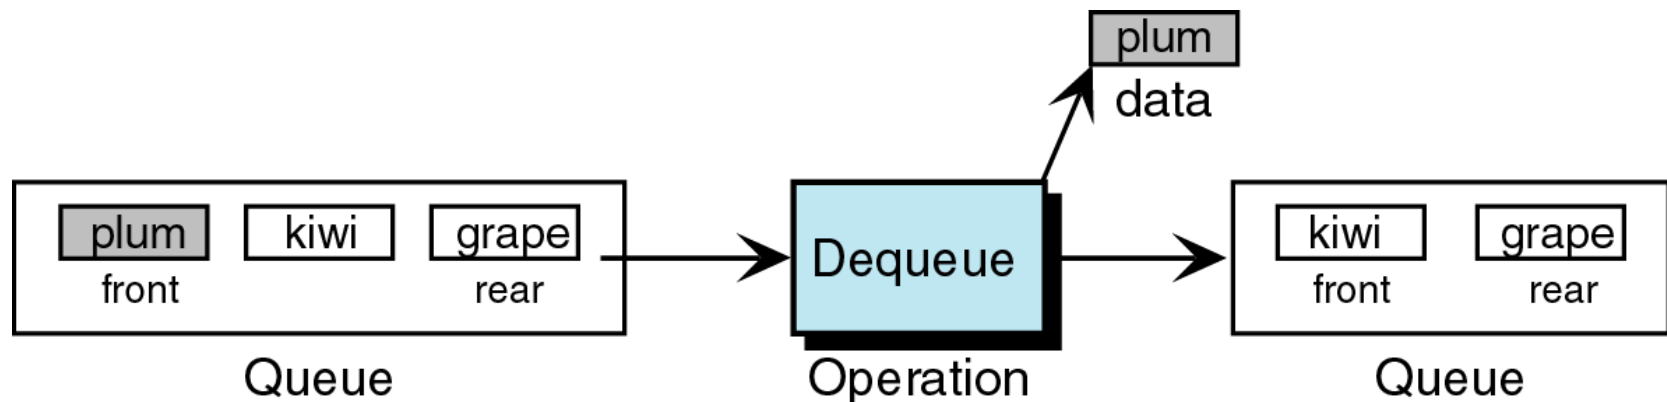 plum
data
plum kiwi grape
front rear
Queue
Dequeue
Operation
kiwi grape
front rear
Queue